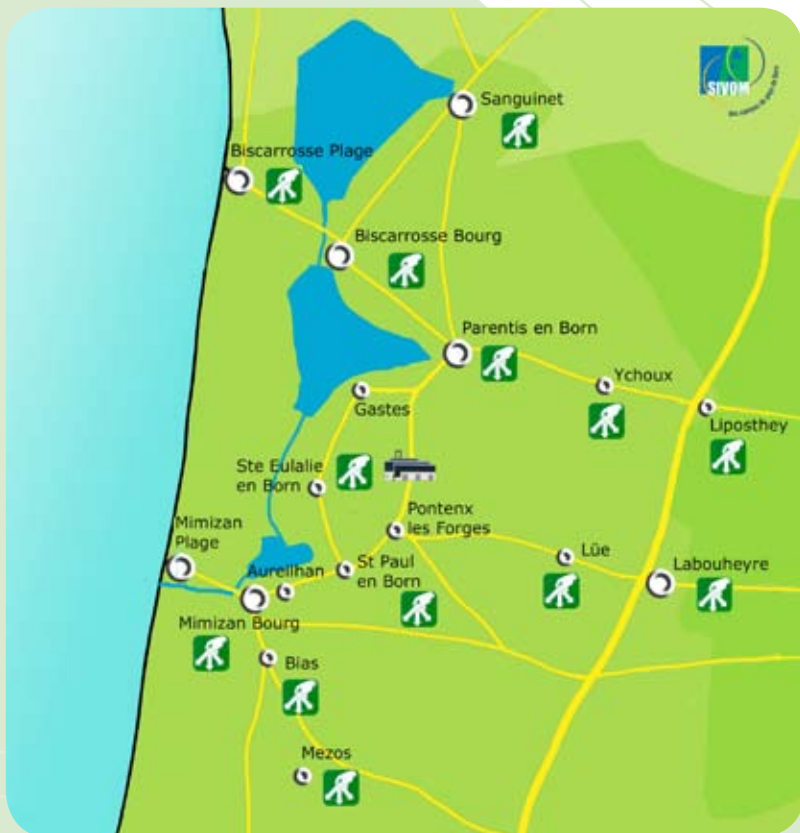 SIVOM
Sanguinet
Biscarrosse Plage
Biscarrosse Bourg
Parentis en Born
Ychoux
Gastes
Liposthey
Ste Eulalie
en Born
Pontenx
les Forges
Mimizan
Plage
Lüe
St Paul
en Born
Labouheyre
Aureilhan
Mimizan Bourg
Bias
Mezos